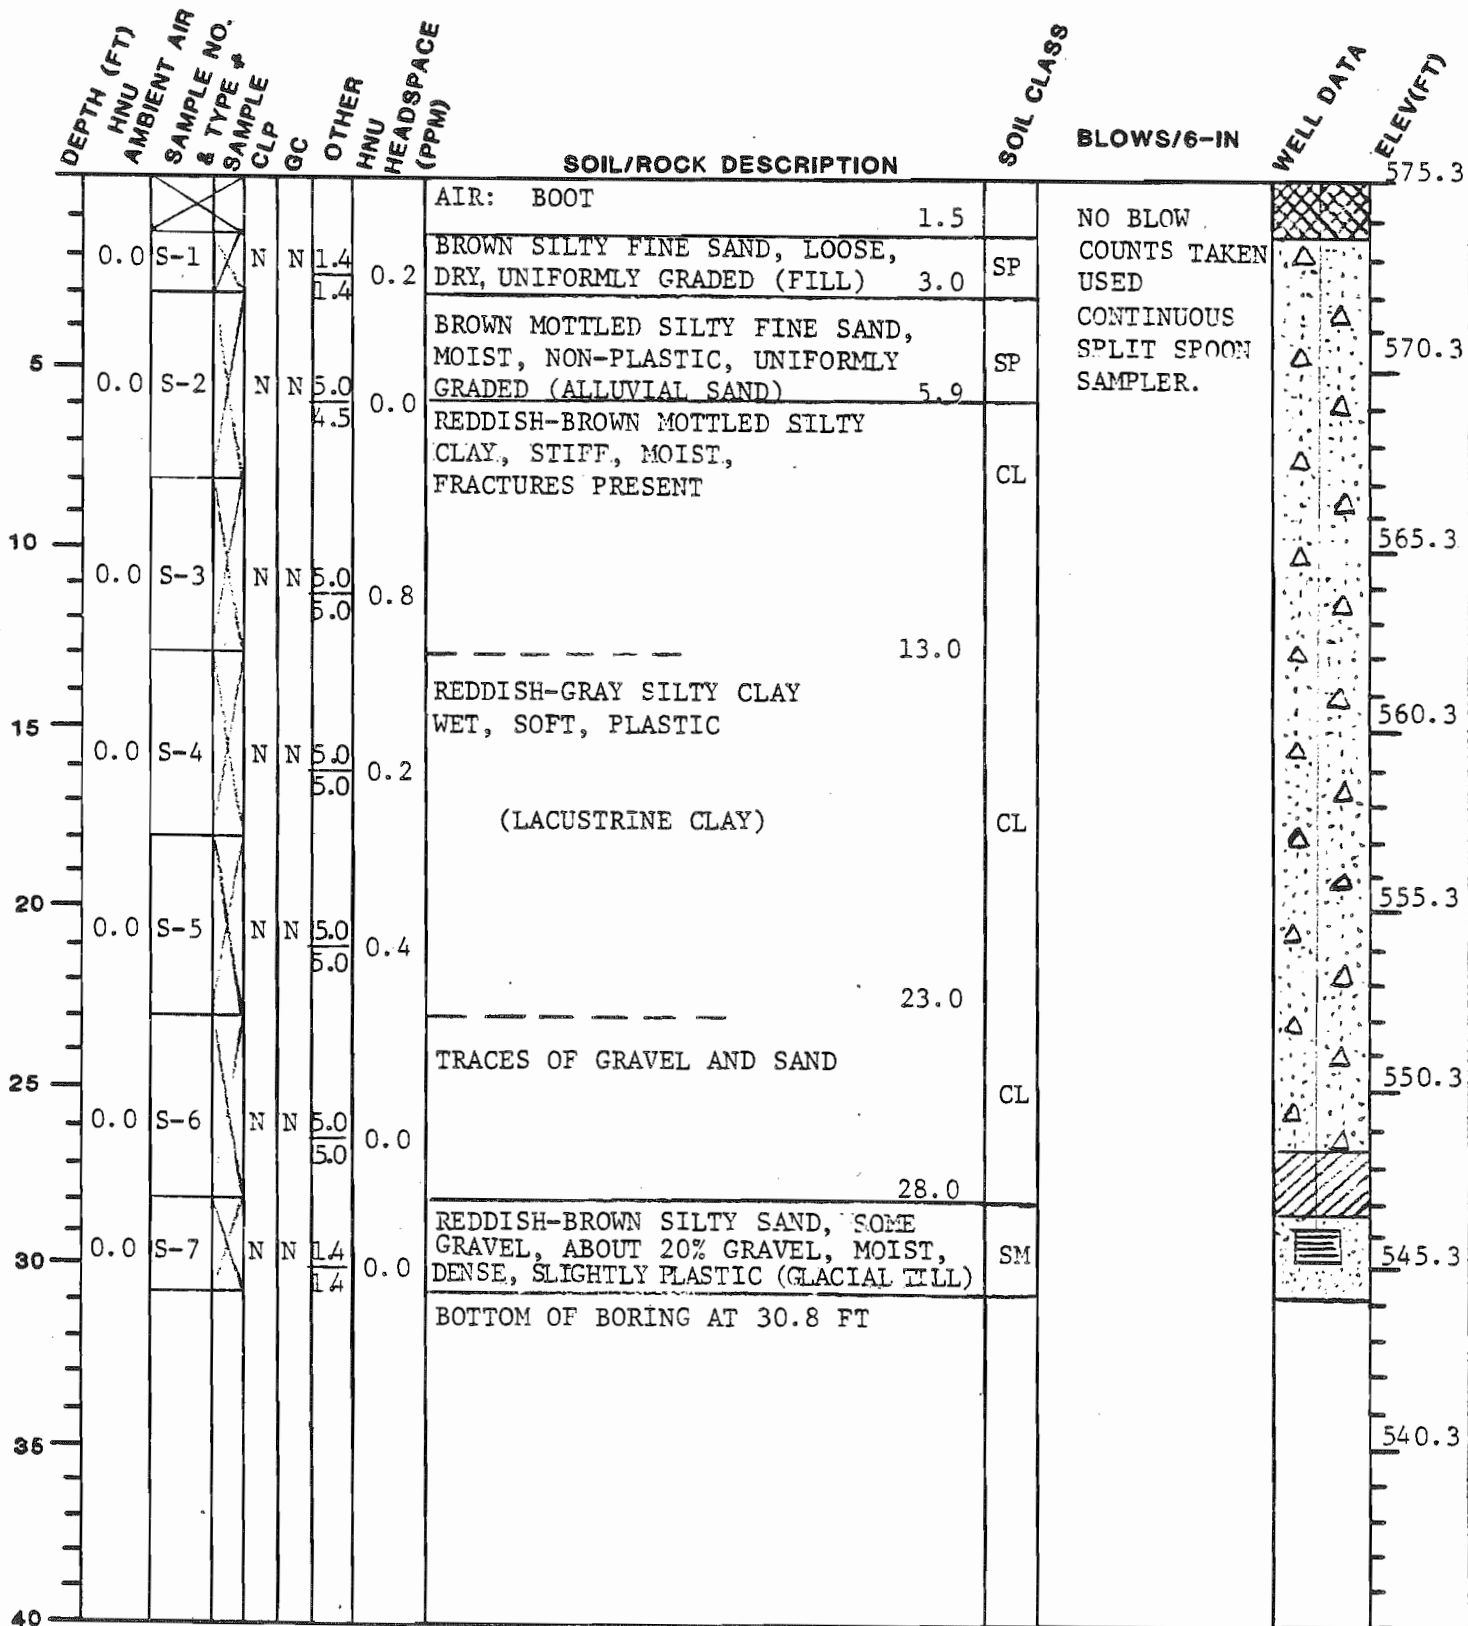 DEPTH (FT)
HNU
AMBIENT AIR
SAMPLE NO.
& TYPE #
SAMPLE
CLP
GC
OTHER
HNU
HEADSPACE
(PPM)
SOIL/ROCK DESCRIPTION
SOIL CLASS
BLOWS/6-IN
WELL DATA
ELEV(FT)
575.3
AIR: BOOT
1.5
0.0 S-1 N N 1.4
1.4
0.2
BROWN SILTY FINE SAND, LOOSE,
DRY, UNIFORMLY GRADED (FILL) 3.0
SP
NO BLOW
COUNTS TAKEN
USED
CONTINUOUS
SPLIT SPOON
SAMPLER.
BROWN MOTTLED SILTY FINE SAND,
MOIST, NON-PLASTIC, UNIFORMLY
GRADED (ALLUVIAL SAND) 5.9
SP
5
570.3
0.0 S-2 N N 5.0
4.5
0.0
REDDISH-BROWN MOTTLED SILTY
CLAY, STIFF, MOIST,
FRACTURES PRESENT
CL
10
565.3
0.0 S-3 N N 5.0
5.0
0.8
13.0
REDDISH-GRAY SILTY CLAY
WET, SOFT, PLASTIC
15
560.3
0.0 S-4 N N 5.0
5.0
0.2
(LACUSTRINE CLAY)
CL
20
555.3
0.0 S-5 N N 5.0
5.0
0.4
23.0
TRACES OF GRAVEL AND SAND
25
550.3
CL
0.0 S-6 N N 5.0
5.0
0.0
28.0
REDDISH-BROWN SILTY SAND, SOME
GRAVEL, ABOUT 20% GRAVEL, MOIST,
DENSE, SLIGHTLY PLASTIC (GLACIAL TILL)
SM
0.0 S-7 N N 1.4
1.4
0.0
30
545.3
BOTTOM OF BORING AT 30.8 FT
35
540.3
40